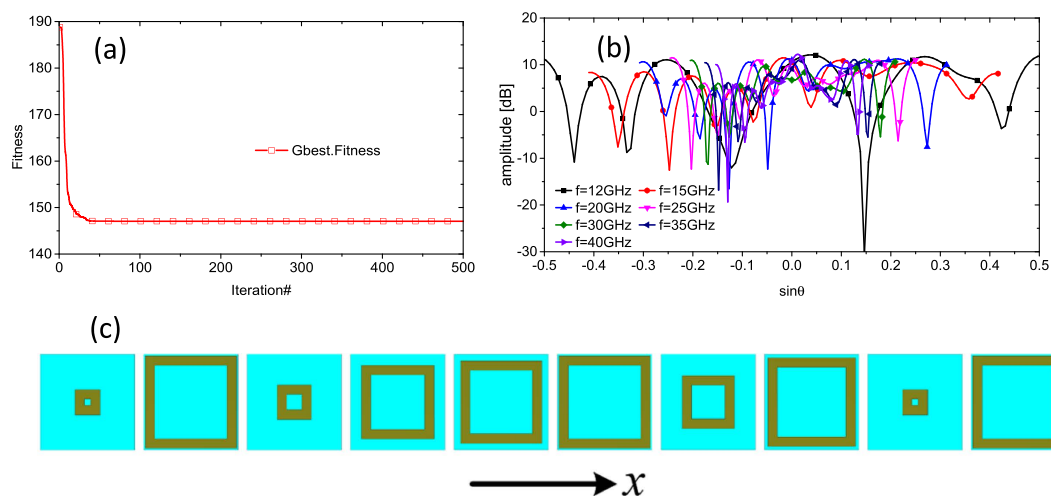 (a)
190
180
170
160
150
140
Fitness
Gbest.Fitness
0 100 200 300 400 500
Iteration#
(b)
20
10
0
-10
-20
-30
amplitude [dB]
f=12GHz f=15GHz
f=20GHz f=25GHz
f=30GHz f=35GHz
f=40GHz
-0.5 -0.4 -0.3 -0.2 -0.1 0.0 0.1 0.2 0.3 0.4 0.5
sinθ
(c)
x